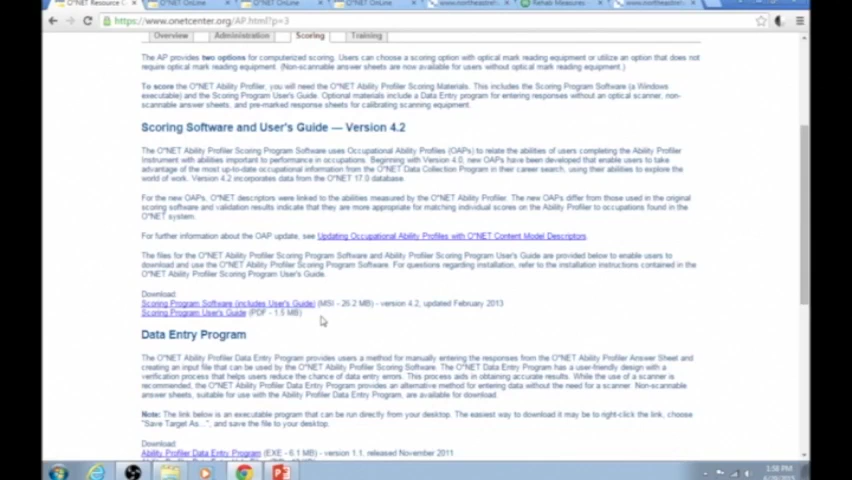 O*NET Resource C
O*NET OnLine
O*NET OnLine
O*NET OnLine
www.northeastre
Rehab Measures
www.northeastre
https://www.onetcenter.org/AP.html?p=3
Overview
Administration
Scoring
Training
The AP provides two options for computerized scoring. Users can choose a scoring option with optical mark reading equipment or utilize an option that does not
require optical mark reading equipment. (Non-scannable answer sheets are now available for users without optical mark reading equipment.)
To score the O*NET Ability Profiler, you will need the O*NET Ability Profiler Scoring Materials. This includes the Scoring Program Software (a Windows
executable) and the Scoring Program User's Guide. Optional materials include a Data Entry program for entering responses without an optical scanner, non-
scannable answer sheets, and pre-marked response sheets for calibrating scanning equipment.
Scoring Software and User's Guide — Version 4.2
The O*NET Ability Profiler Scoring Program Software uses Occupational Ability Profiles (OAPs) to relate the abilities of users completing the Ability Profiler
Instrument with abilities important to performance in occupations. Beginning with Version 4.0, new OAPs have been developed that enable users to take
advantage of the most up-to-date occupational information from the O*NET Data Collection Program in their career search, using their abilities to explore the
world of work. Version 4.2 incorporates data from the O*NET 17.0 database.
For the new OAPs, O*NET descriptors were linked to the abilities measured by the O*NET Ability Profiler. The new OAPs differ from those used in the original
scoring software and validation results indicate that they are more appropriate for matching individual scores on the Ability Profiler to occupations found in the
O*NET system.
For further information about the OAP update, see Updating Occupational Ability Profiles with O*NET Content Model Descriptors.
The files for the O*NET Ability Profiler Scoring Program Software and Ability Profiler Scoring Program User's Guide are provided below to enable users to
download and use the O*NET Ability Profiler Scoring Program Software. For questions regarding installation, refer to the installation instructions contained in the
O*NET Ability Profiler Scoring Program User's Guide.
Download:
Scoring Program Software (includes User's Guide) (MSI - 26.2 MB) - version 4.2, updated February 2013
Scoring Program User's Guide (PDF - 1.5 MB)
Data Entry Program
The O*NET Ability Profiler Data Entry Program provides users a method for manually entering the responses from the O*NET Ability Profiler Answer Sheet and
creating an input file that can be used by the O*NET Ability Profiler Scoring Software. The O*NET Data Entry Program has a user-friendly design with a
verification process that helps users reduce the chance of data entry errors. This process aids in obtaining accurate results. While the use of a scanner is
recommended, the O*NET Ability Profiler Data Entry Program provides an alternative method for entering data without the need for a scanner. Non-scannable
answer sheets, suitable for use with the Ability Profiler Data Entry Program, are available for download.
Note: The link below is an executable program that can be run directly from your desktop. The easiest way to download it may be to right-click the link, choose
"Save Target As...", and save the file to your desktop.
Download:
Ability Profiler Data Entry Program (EXE - 6.1 MB) - version 1.1, released November 2011
1:58 PM